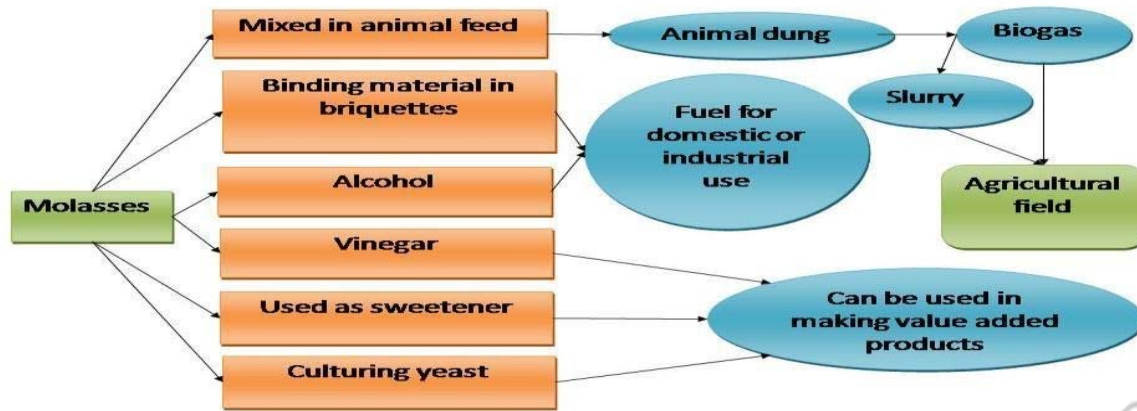 Mixed in animal feed
Animal dung
Biogas
Binding material in
briquettes
Fuel for
domestic or
industrial
use
Slurry
Molasses
Alcohol
Agricultural
field
Vinegar
Used as sweetener
Can be used in
making value added
products
Culturing yeast